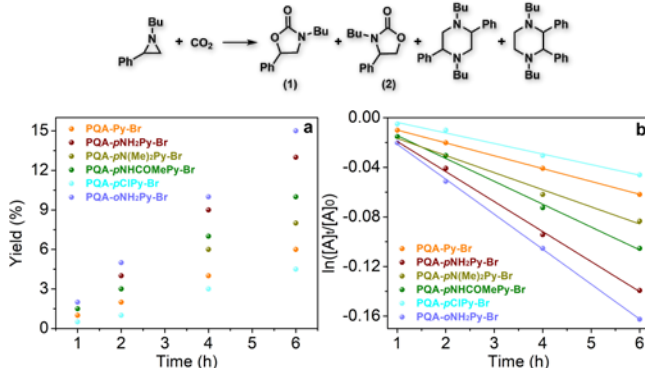 Bu
N
Ph
+ CO₂
O
O
N
Bu
Ph
(1)
+
O
Bu
N
O
Ph
(2)
+
Bu
N
Ph
Ph
N
Bu
+
Bu
N
Ph
N
Ph
Bu
a
15
12
9
6
3
0
Yield (%)
PQA-Py-Br
PQA-pNH₂Py-Br
PQA-pN(Me)₂Py-Br
PQA-pNHCOMePy-Br
PQA-pClPy-Br
PQA-oNH₂Py-Br
1 2 3 4 5 6
Time (h)
b
0.00
-0.04
-0.08
-0.12
-0.16
ln([A]t/[A]0)
PQA-Py-Br
PQA-pNH₂Py-Br
PQA-pN(Me)₂Py-Br
PQA-pNHCOMePy-Br
PQA-pClPy-Br
PQA-oNH₂Py-Br
1 2 3 4 5 6
Time (h)